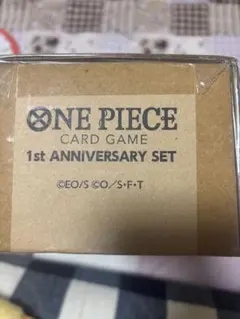 ONE PIECE
CARD GAME
1st ANNIVERSARY SET
©EO/S ©O/S・F・T